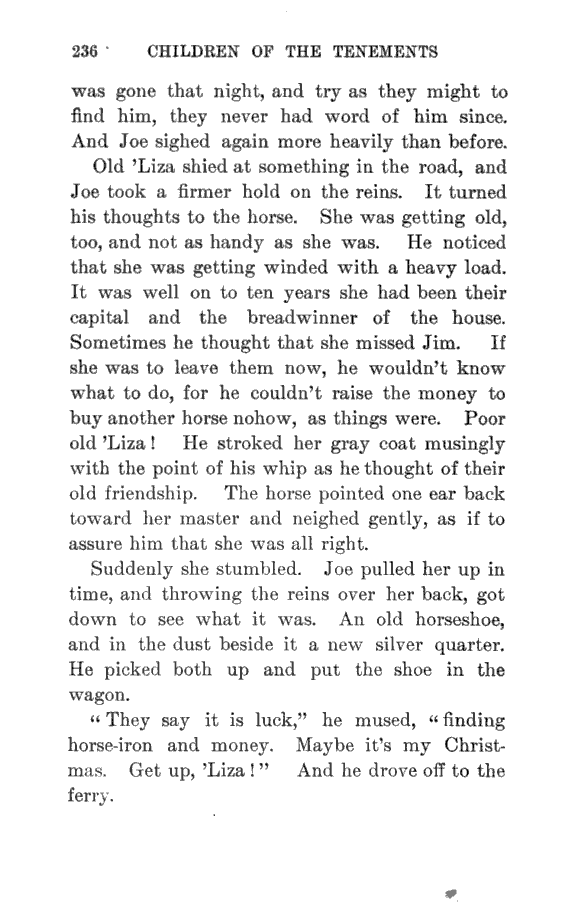 236 CHILDREN OF THE TENEMENTS
was gone that night, and try as they might to
find him, they never had word of him since.
And Joe sighed again more heavily than before.
Old ’Liza shied at something in the road, and
Joe took a firmer hold on the reins. It turned
his thoughts to the horse. She was getting old,
too, and not as handy as she was. He noticed
that she was getting winded with a heavy load.
It was well on to ten years she had been their
capital and the breadwinner of the house.
Sometimes he thought that she missed Jim. If
she was to leave them now, he wouldn’t know
what to do, for he couldn’t raise the money to
buy another horse nohow, as things were. Poor
old ’Liza! He stroked her gray coat musingly
with the point of his whip as he thought of their
old friendship. The horse pointed one ear back
toward her master and neighed gently, as if to
assure him that she was all right.
Suddenly she stumbled. Joe pulled her up in
time, and throwing the reins over her back, got
down to see what it was. An old horseshoe,
and in the dust beside it a new silver quarter.
He picked both up and put the shoe in the
wagon.
“They say it is luck,” he mused, “finding
horse-iron and money. Maybe it’s my Christ-
mas. Get up, ’Liza!” And he drove off to the
ferry.